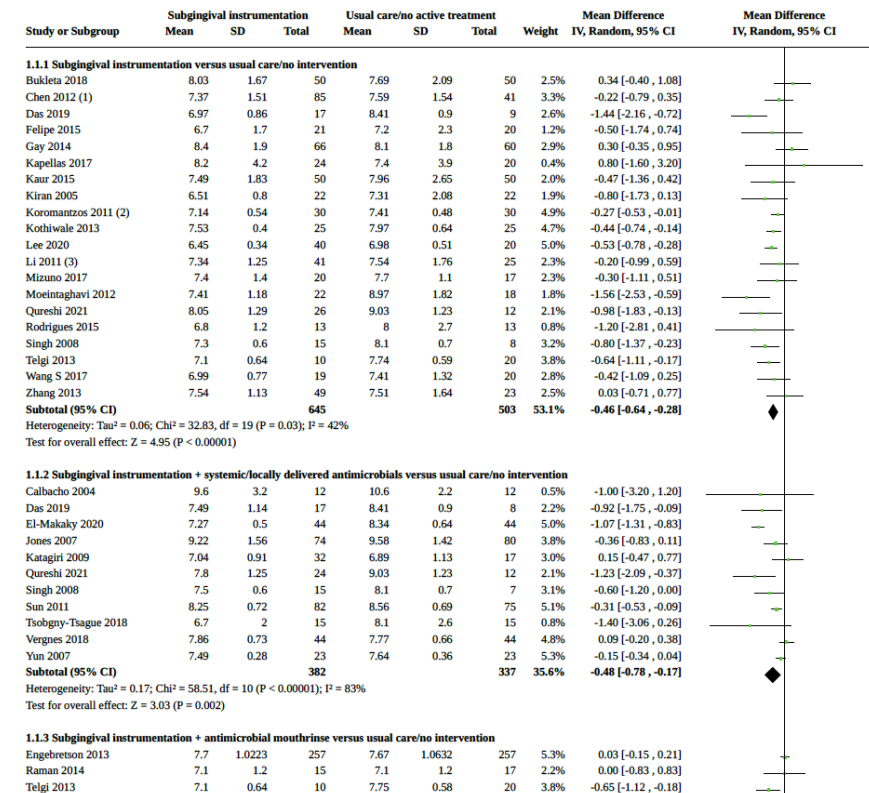 Subgingival instrumentation Usual care/no active treatment Mean Difference Mean Difference
Study or Subgroup Mean SD Total Mean SD Total Weight IV, Random, 95% CI IV, Random, 95% CI
1.1.1 Subgingival instrumentation versus usual care/no intervention
Bukleta 2018 8.03 1.67 50 7.69 2.09 50 2.5% 0.34 [-0.40 , 1.08]
Chen 2012 (1) 7.37 1.51 85 7.59 1.54 41 3.3% -0.22 [-0.79 , 0.35]
Das 2019 6.97 0.86 17 8.41 0.9 9 2.6% -1.44 [-2.16 , -0.72]
Felipe 2015 6.7 1.7 21 7.2 2.3 20 1.2% -0.50 [-1.74 , 0.74]
Gay 2014 8.4 1.9 66 8.1 1.8 60 2.9% 0.30 [-0.35 , 0.95]
Kapellas 2017 8.2 4.2 24 7.4 3.9 20 0.4% 0.80 [-1.60 , 3.20]
Kaur 2015 7.49 1.83 50 7.96 2.65 50 2.0% -0.47 [-1.36 , 0.42]
Kiran 2005 6.51 0.8 22 7.31 2.08 22 1.9% -0.80 [-1.73 , 0.13]
Koromantzos 2011 (2) 7.14 0.54 30 7.41 0.48 30 4.9% -0.27 [-0.53 , -0.01]
Kothiwale 2013 7.53 0.4 25 7.97 0.64 25 4.7% -0.44 [-0.74 , -0.14]
Lee 2020 6.45 0.34 40 6.98 0.51 20 5.0% -0.53 [-0.78 , -0.28]
Li 2011 (3) 7.34 1.25 41 7.54 1.76 25 2.3% -0.20 [-0.99 , 0.59]
Mizuno 2017 7.4 1.4 20 7.7 1.1 17 2.2% -0.30 [-1.11 , 0.51]
Moeintaghavi 2012 7.41 1.18 22 8.97 1.82 18 1.8% -1.56 [-2.53 , -0.59]
Qureshi 2021 8.05 1.29 26 9.03 1.23 12 2.1% -0.98 [-1.83 , -0.13]
Rodrigues 2015 6.8 1.2 13 8 2.7 13 0.8% -1.20 [-2.81 , 0.41]
Singh 2008 7.3 0.6 15 8.1 0.7 8 3.3% -0.80 [-1.37 , -0.23]
Telgi 2013 7.1 0.64 10 7.74 0.59 20 3.8% -0.64 [-1.11 , -0.17]
Wang S 2017 6.99 0.77 19 7.41 1.32 20 2.8% -0.42 [-1.09 , 0.25]
Zhang 2013 7.54 1.13 49 7.51 1.64 23 2.5% 0.03 [-0.71 , 0.77]
Subtotal (95% CI) 645 503 53.1% -0.46 [-0.64 , -0.28]
Heterogeneity: Tau² = 0.06; Chi² = 32.83, df = 19 (P = 0.03); I² = 42%
Test for overall effect: Z = 4.95 (P < 0.00001)
1.1.2 Subgingival instrumentation + systemic/locally delivered antimicrobials versus usual care/no intervention
Calbacho 2004 9.6 3.2 12 10.6 2.2 12 0.5% -1.00 [-3.20 , 1.20]
Das 2019 7.49 1.14 17 8.41 0.9 8 2.2% -0.92 [-1.75 , -0.09]
El-Makaky 2020 7.27 0.5 44 8.34 0.64 44 5.0% -1.07 [-1.31 , -0.83]
Jones 2007 9.22 1.56 74 9.58 1.42 80 3.8% -0.36 [-0.83 , 0.11]
Katagiri 2009 7.04 0.91 32 6.89 1.13 17 3.0% 0.15 [-0.47 , 0.77]
Qureshi 2021 7.8 1.25 24 9.03 1.23 12 2.1% -1.23 [-2.09 , -0.37]
Singh 2008 7.5 0.6 15 8.1 0.7 7 3.1% -0.60 [-1.20 , 0.00]
Sun 2011 8.25 0.72 82 8.56 0.69 75 5.1% -0.31 [-0.53 , -0.09]
Tsobgny-Tsague 2018 6.7 2 15 8.1 2.6 15 0.8% -1.40 [-3.06 , 0.26]
Vergnes 2018 7.86 0.73 44 7.77 0.66 44 4.7% 0.09 [-0.20 , 0.38]
Yun 2007 7.49 0.28 23 7.64 0.36 23 5.3% -0.15 [-0.34 , 0.04]
Subtotal (95% CI) 382 337 35.6% -0.48 [-0.78 , -0.17]
Heterogeneity: Tau² = 0.17; Chi² = 58.51, df = 10 (P < 0.00001); I² = 83%
Test for overall effect: Z = 3.03 (P = 0.002)
1.1.3 Subgingival instrumentation + antimicrobial mouthrinse versus usual care/no intervention
Engebretson 2013 7.7 1.0223 257 7.67 1.0632 257 5.3% 0.03 [-0.15 , 0.21]
Raman 2014 7.1 1.2 15 7.1 1.2 17 2.2% 0.00 [-0.83 , 0.83]
Telgi 2013 7.1 0.64 10 7.75 0.58 20 3.8% -0.65 [-1.12 , -0.18]